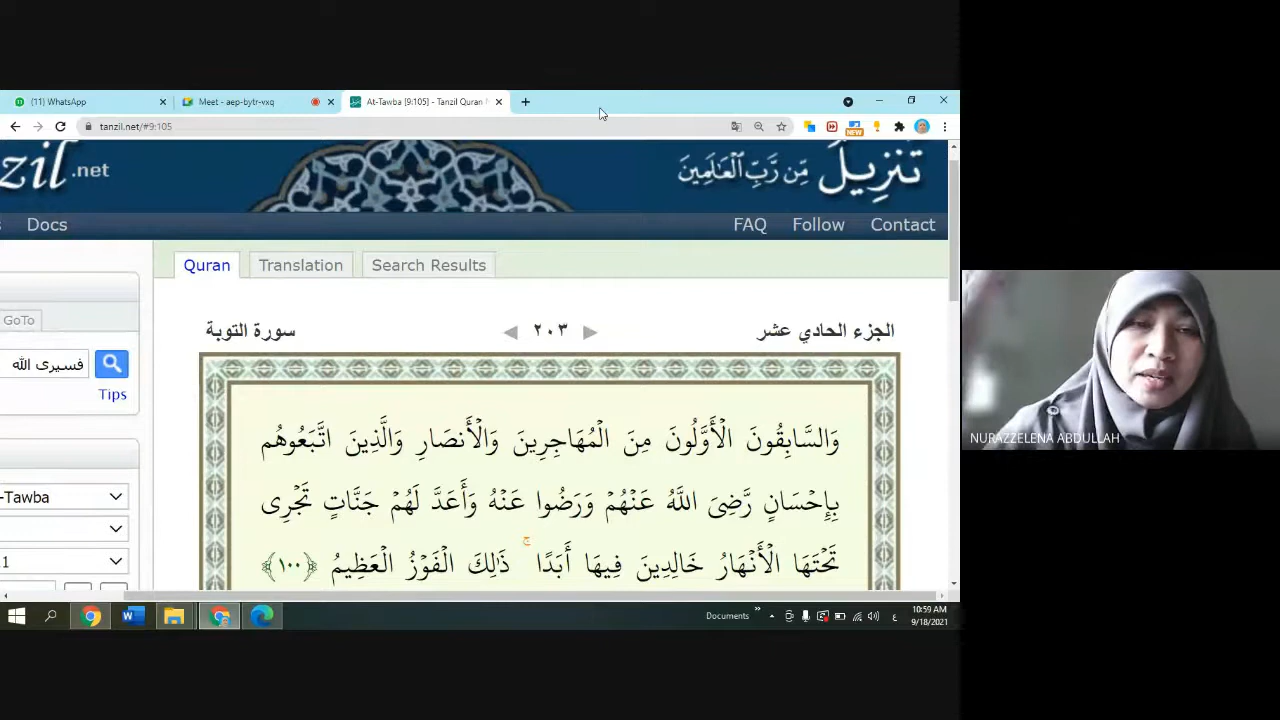 (11) WhatsApp
Meet - aep-bytr-vxq
At-Tawba [9:105] - Tanzil Quran
tanzil.net/#9:105
NEW
zil.net
تنزيل مّن رَّبِّ الْعَالَمِينَ
Docs
FAQ Follow Contact
Quran Translation Search Results
GoTo
فسيرى الله
Tips
-Tawba
1
سورة التوبة
٢٠٣
الجزء الحادي عشر
وَالسَّابِقُونَ الْأَوَّلُونَ مِنَ الْمُهَاجِرِينَ وَالْأَنصَارِ وَالَّذِينَ اتَّبَعُوهُم
بِإِحْسَانٍ رَّضِيَ اللَّهُ عَنْهُمْ وَرَضُوا عَنْهُ وَأَعَدَّ لَهُمْ جَنَّاتٍ تَجْرِي
تَحْتَهَا الْأَنْهَارُ خَالِدِينَ فِيهَا أَبَدًا ۚ ذَٰلِكَ الْفَوْزُ الْعَظِيمُ ﴿١٠٠﴾
NURAZZELENA ABDULLAH
Documents
ع
10:59 AM
9/18/2021